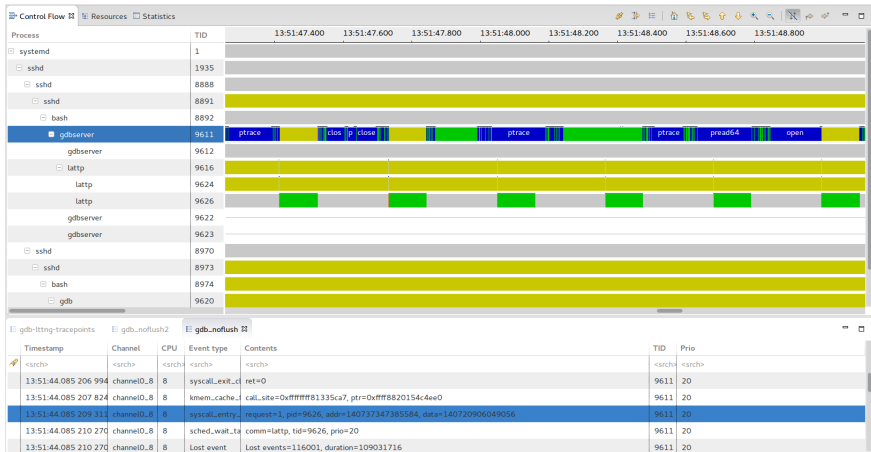 Control Flow Resources Statistics
Process TID 13:51:47.400 13:51:47.600 13:51:47.800 13:51:48.000 13:51:48.200 13:51:48.400 13:51:48.600 13:51:48.800
systemd 1
sshd 1935
sshd 8888
sshd 8891
bash 8892
gdbserver 9611 ptrace clos p close ptrace ptrace pread64 open
gdbserver 9612
lattp 9616
lattp 9624
lattp 9626
gdbserver 9622
gdbserver 9623
sshd 8970
sshd 8973
bash 8974
gdb 9620
gdb-lttng-tracepoints gdb_noflush2 gdb_noflush
Timestamp Channel CPU Event type Contents TID Prio
<srch> <srch> <srch> <srch> <srch> <srch> <srch>
13:51:44.085 206 994 channel0_8 8 syscall_exit_cl ret=0 9611 20
13:51:44.085 207 824 channel0_8 8 kmem_cache_f call_site=0xffffffff81335ca7, ptr=0xffff8820154c4ee0 9611 20
13:51:44.085 209 311 channel0_8 8 syscall_entry_ request=1, pid=9626, addr=140737347385584, data=140720906049056 9611 20
13:51:44.085 210 270 channel0_8 8 sched_wait_ta comm=lattp, tid=9626, prio=20 9611 20
13:51:44.085 210 270 channel0_8 8 Lost event Lost events=116001, duration=109031716 9611 20